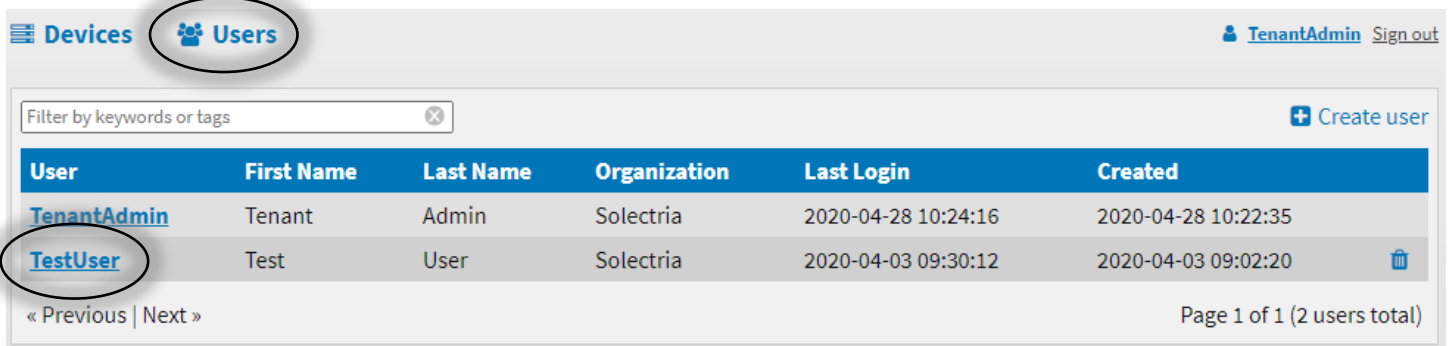 Devices Users TenantAdmin Sign out
Filter by keywords or tags Create user
User First Name Last Name Organization Last Login Created
TenantAdmin Tenant Admin Solectria 2020-04-28 10:24:16 2020-04-28 10:22:35
TestUser Test User Solectria 2020-04-03 09:30:12 2020-04-03 09:02:20
« Previous | Next » Page 1 of 1 (2 users total)